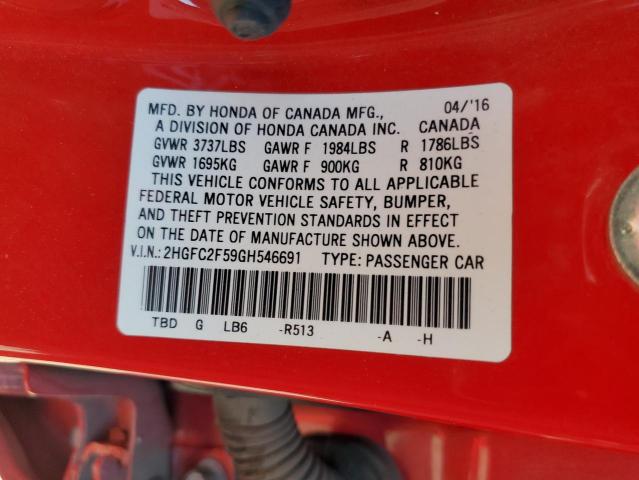 MFD. BY HONDA OF CANADA MFG., 04/'16
A DIVISION OF HONDA CANADA INC. CANADA
GVWR 3737LBS GAWR F 1984LBS R 1786LBS
GVWR 1695KG GAWR F 900KG R 810KG
THIS VEHICLE CONFORMS TO ALL APPLICABLE
FEDERAL MOTOR VEHICLE SAFETY, BUMPER,
AND THEFT PREVENTION STANDARDS IN EFFECT
ON THE DATE OF MANUFACTURE SHOWN ABOVE.
V.I.N.: 2HGFC2F59GH546691 TYPE: PASSENGER CAR
TBD G LB6 -R513 -A -H